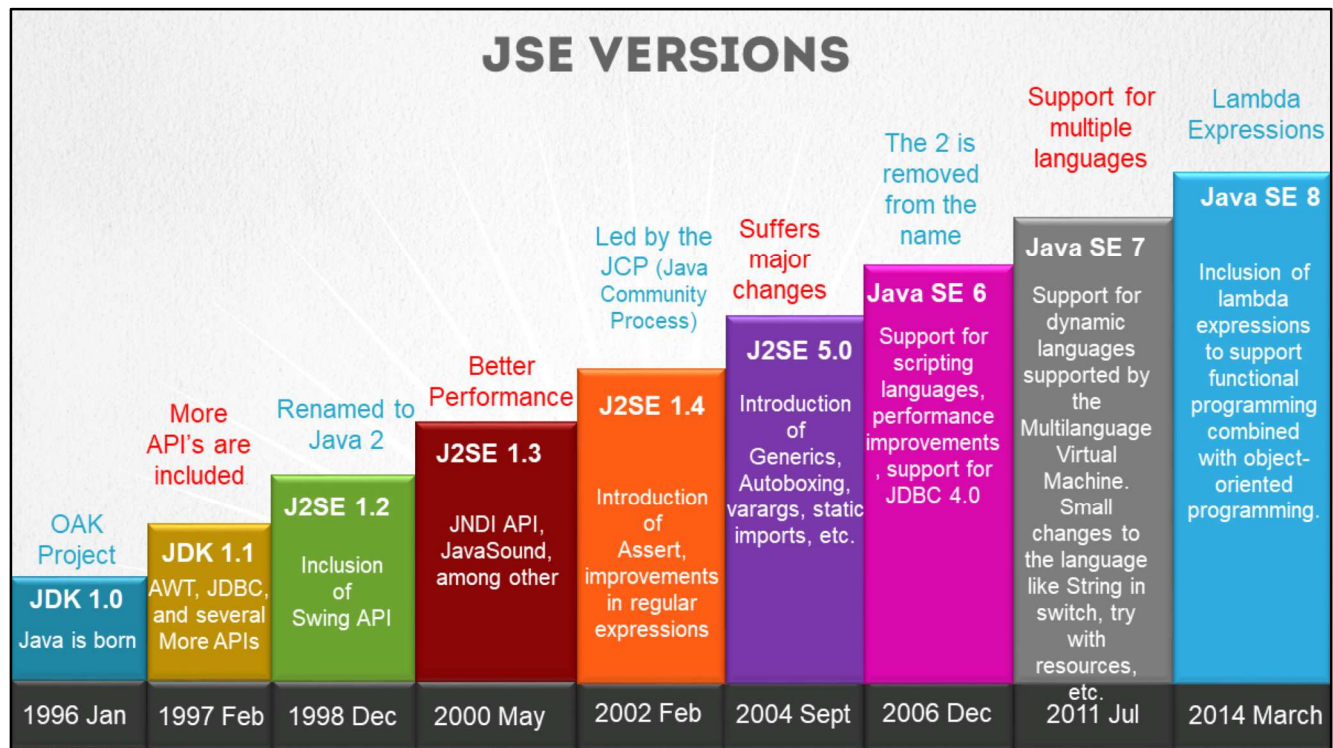 JSE VERSIONS
OAK
Project
JDK 1.0
Java is born
1996 Jan
More
API's are
included
JDK 1.1
AWT, JDBC,
and several
More APIs
1997 Feb
Renamed to
Java 2
J2SE 1.2
Inclusion
of
Swing API
1998 Dec
Better
Performance
J2SE 1.3
JNDI API,
JavaSound,
among other
2000 May
Led by the
JCP (Java
Community
Process)
J2SE 1.4
Introduction
of
Assert,
improvements
in regular
expressions
2002 Feb
Suffers
major
changes
J2SE 5.0
Introduction
of
Generics,
Autoboxing,
varargs, static
imports, etc.
2004 Sept
The 2 is
removed
from the
name
Java SE 6
Support for
scripting
languages,
performance
improvements
, support for
JDBC 4.0
2006 Dec
Support for
multiple
languages
Java SE 7
Support for
dynamic
languages
supported by
the
Multilanguage
Virtual
Machine.
Small
changes to
the language
like String in
switch, try
with
resources,
etc.
2011 Jul
Lambda
Expressions
Java SE 8
Inclusion of
lambda
expressions
to support
functional
programming
combined
with object-
oriented
programming.
2014 March